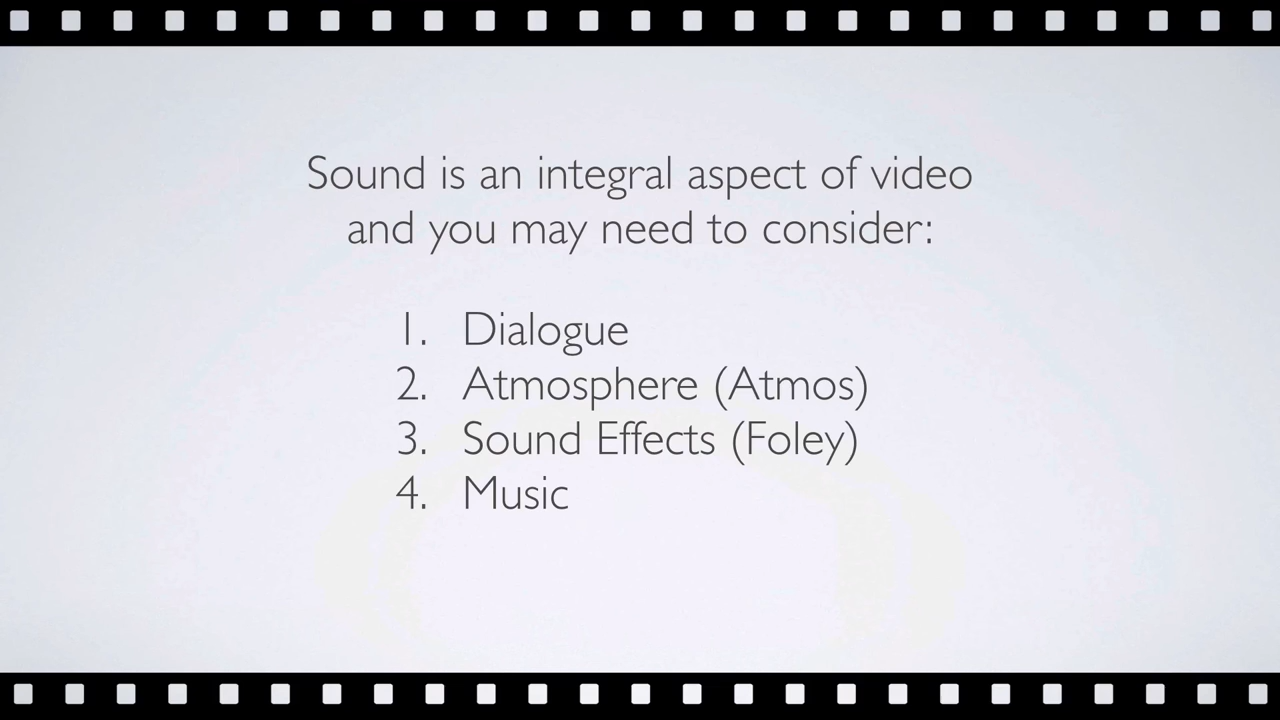 Sound is an integral aspect of video
and you may need to consider:
1. Dialogue
2. Atmosphere (Atmos)
3. Sound Effects (Foley)
4. Music